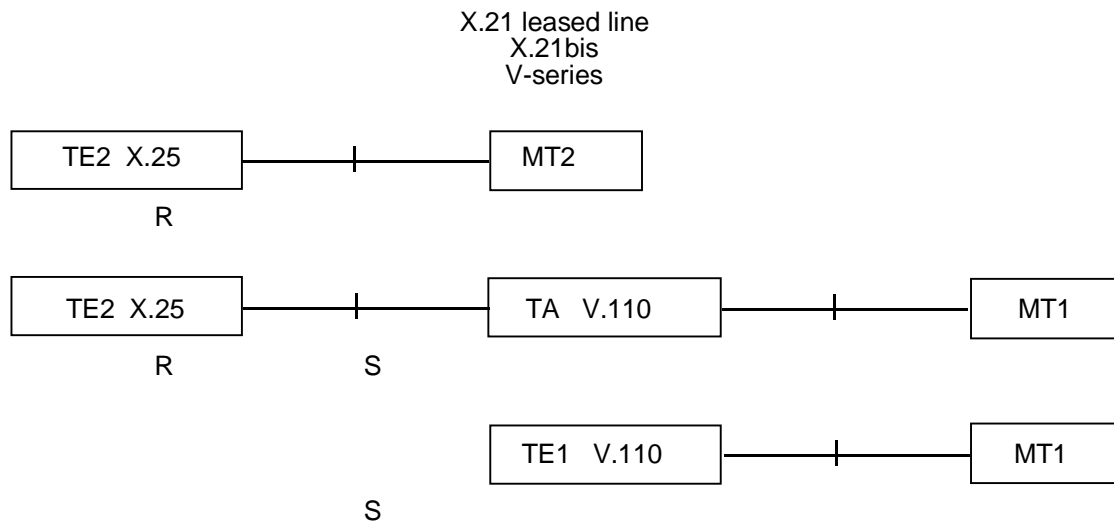 X.21 leased line
X.21bis
V-series
TE2 X.25 MT2
R
TE2 X.25 TA V.110 MT1
R S
TE1 V.110 MT1
S